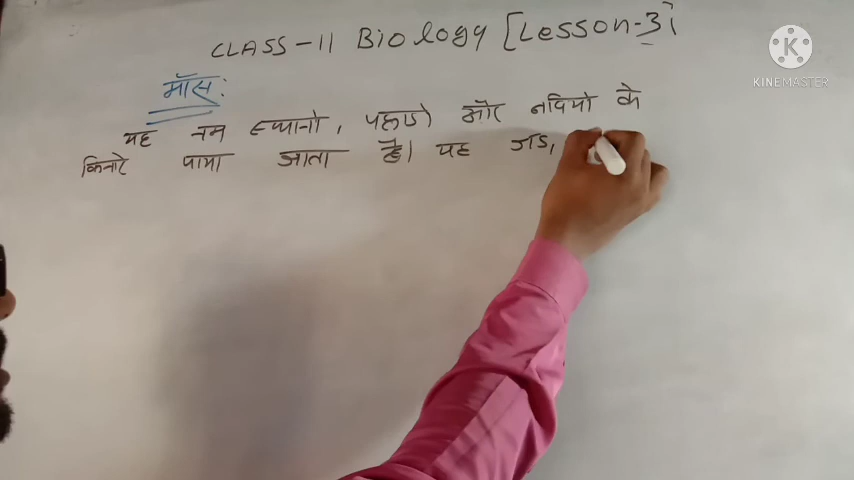 CLASS-11 Biology [Lesson-3]
मॉस:
यह नम स्थानो, पहाडो और नदियो के
किनारे पाया जाता है। यह जड,
KINEMASTER